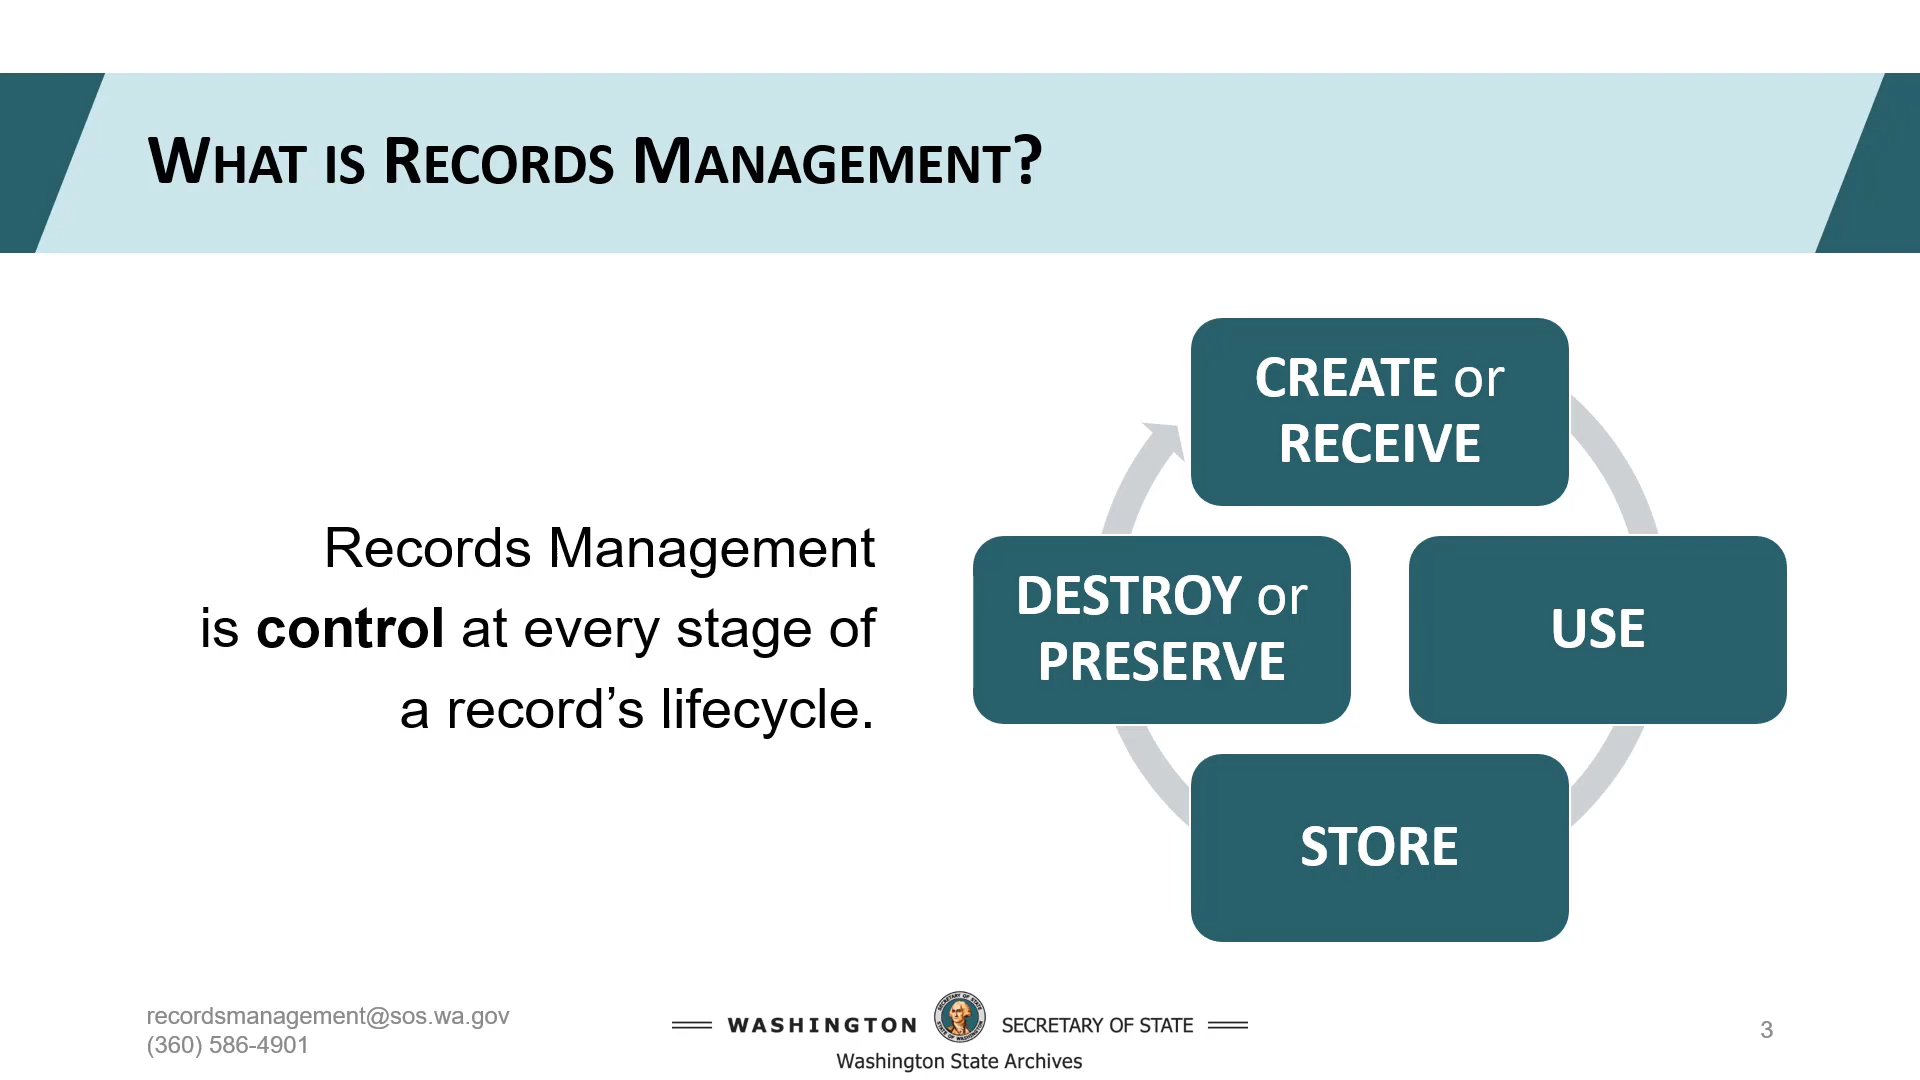 WHAT IS RECORDS MANAGEMENT?
Records Management
is control at every stage of
a record’s lifecycle.
CREATE or
RECEIVE
USE
STORE
DESTROY or
PRESERVE
recordsmanagement@sos.wa.gov
(360) 586-4901
WASHINGTON SECRETARY OF STATE
Washington State Archives
3